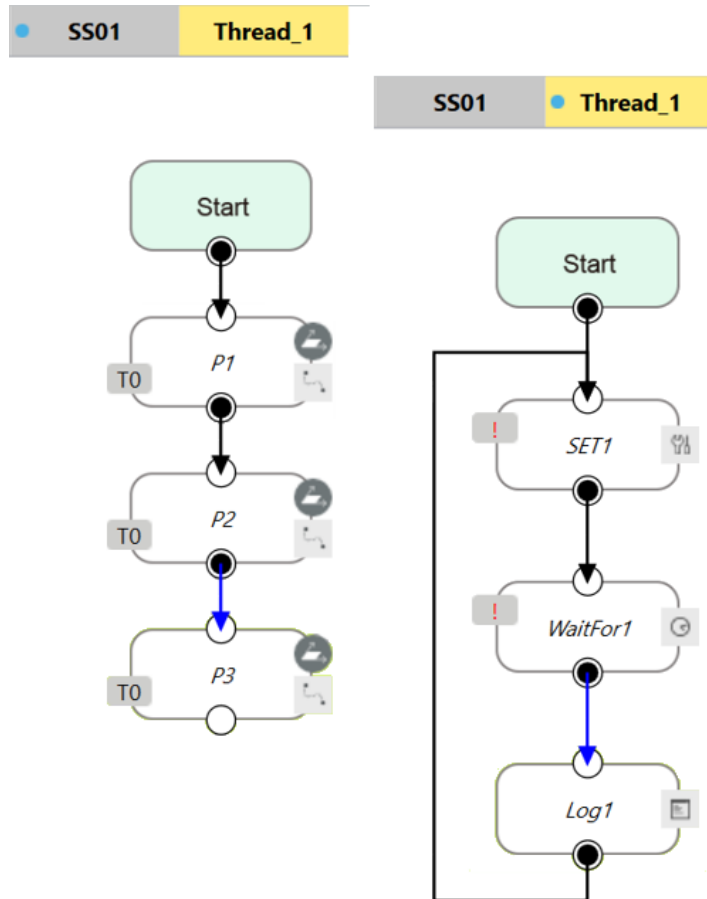 SS01 Thread_1
Start
P1
T0
P2
T0
P3
T0
SS01 Thread_1
Start
!
SET1
!
WaitFor1
Log1